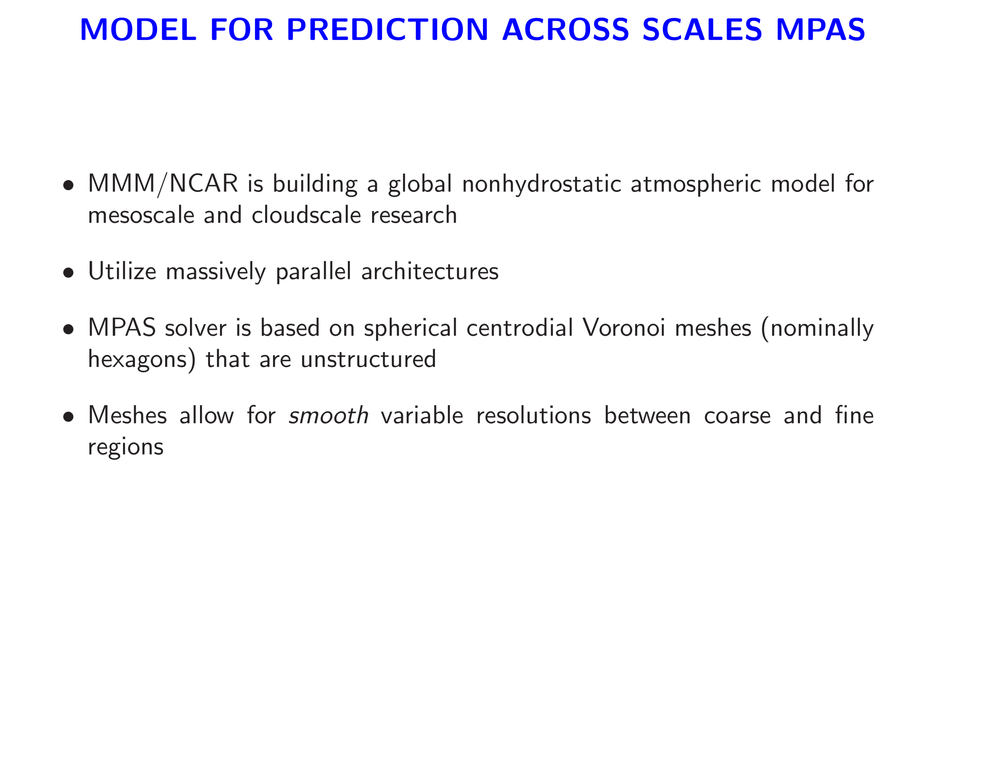 MODEL FOR PREDICTION ACROSS SCALES MPAS
• MMM/NCAR is building a global nonhydrostatic atmospheric model for
mesoscale and cloudscale research
• Utilize massively parallel architectures
• MPAS solver is based on spherical centrodial Voronoi meshes (nominally
hexagons) that are unstructured
• Meshes allow for smooth variable resolutions between coarse and fine
regions